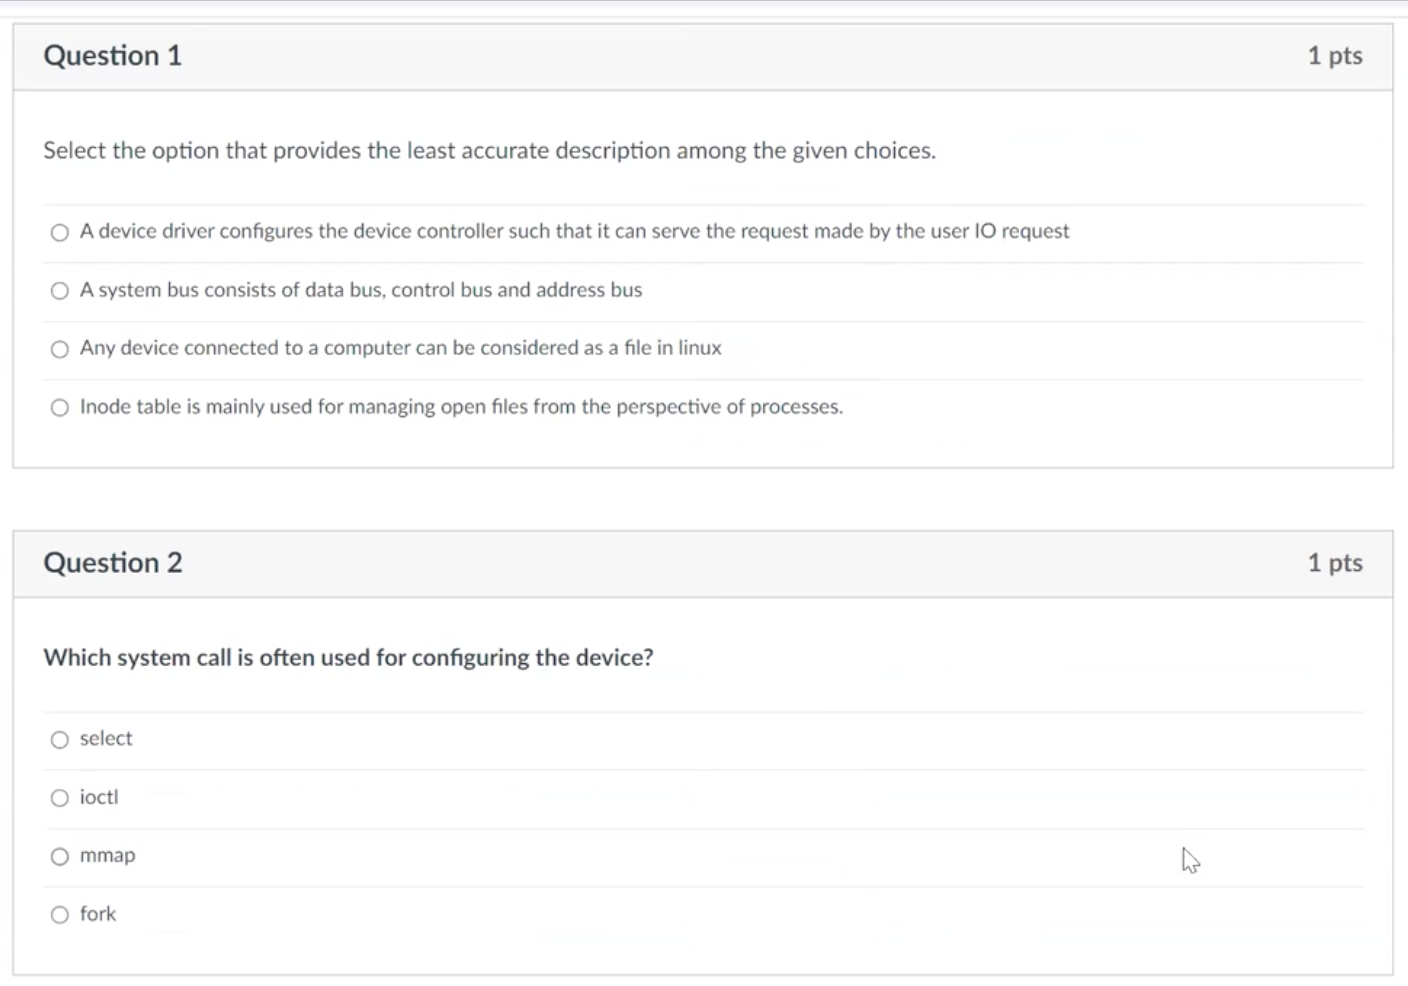 Question 1
1 pts
Select the option that provides the least accurate description among the given choices.
A device driver configures the device controller such that it can serve the request made by the user IO request
A system bus consists of data bus, control bus and address bus
Any device connected to a computer can be considered as a file in linux
Inode table is mainly used for managing open files from the perspective of processes.
Question 2
1 pts
Which system call is often used for configuring the device?
select
ioctl
mmap
fork